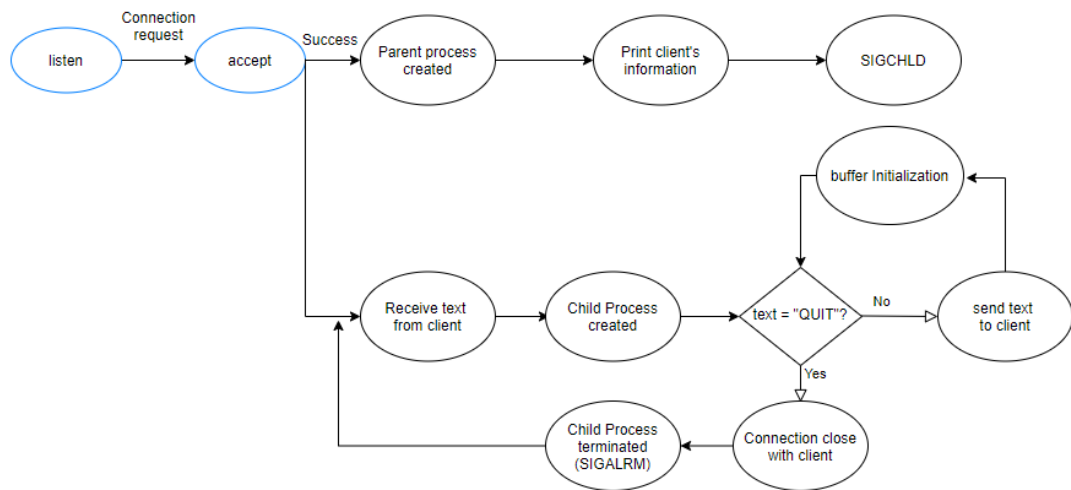 Connection
request
listen
accept
Success
Parent process
created
Print client's
information
SIGCHLD
buffer Initialization
Receive text
from client
Child Process
created
text = "QUIT"?
No
send text
to client
Yes
Child Process
terminated
(SIGALRM)
Connection close
with client